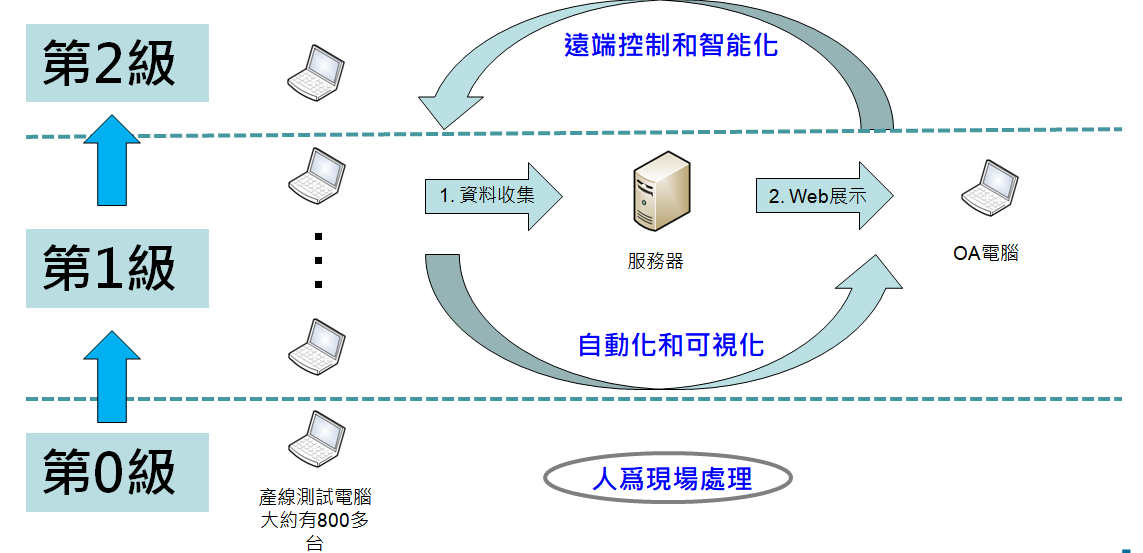 第2級
遠端控制和智能化
1. 資料收集
2. Web展示
服務器
OA電腦
第1級
自動化和可視化
第0級
人爲現場處理
產線測試電腦
大約有800多
台